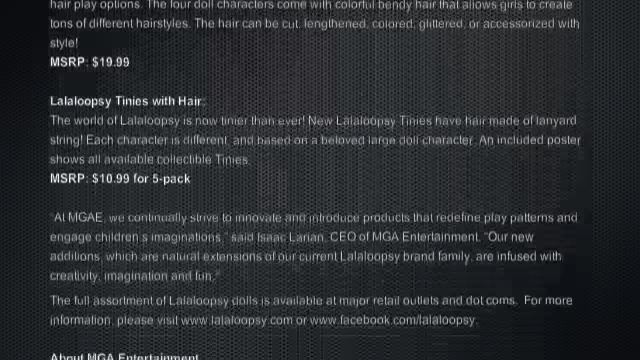 hair play options. The four doll characters come with colorful bendy hair that allows girls to create
tons of different hairstyles. The hair can be cut, lengthened, colored, glittered, or accessorized with
style!
MSRP: $19.99
Lalaloopsy Tinies with Hair:
The world of Lalaloopsy is now tinier than ever! New Lalaloopsy Tinies have hair made of lanyard
string! Each character is different, and based on a beloved large doll character. An included poster
shows all available collectible Tinies.
MSRP: $10.99 for 5-pack
"At MGAE, we continually strive to innovate and introduce products that redefine play patterns and
engage children's imaginations," said Isaac Larian, CEO of MGA Entertainment. "Our new
additions, which are natural extensions of our current Lalaloopsy brand family, are infused with
creativity, imagination and fun."
The full assortment of Lalaloopsy dolls is available at major retail outlets and dot coms. For more
information, please visit www.lalaloopsy.com or www.facebook.com/lalaloopsy.
About MGA Entertainment